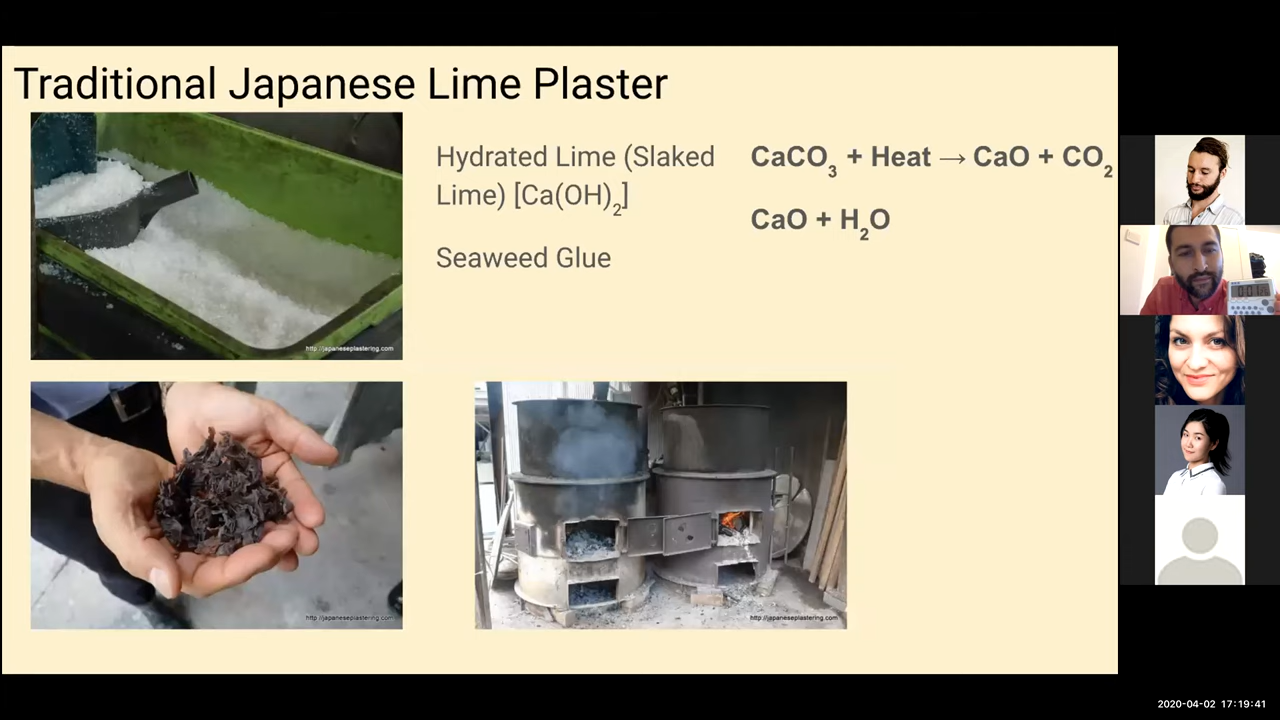 Traditional Japanese Lime Plaster
Hydrated Lime (Slaked
Lime) [Ca(OH)₂]
Seaweed Glue
CaCO₃ + Heat → CaO + CO₂
CaO + H₂O
http://japaneseplastering.com
http://japaneseplastering.com
http://japaneseplastering.com
2020-04-02 17:19:41